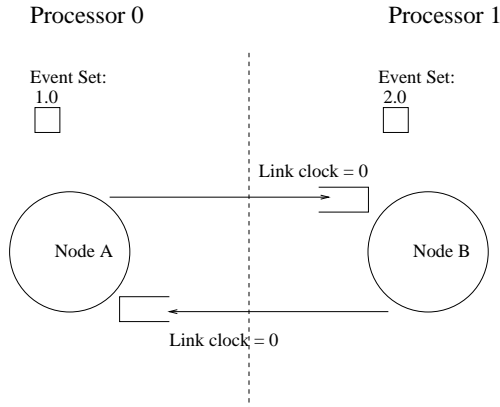 Processor 0
Processor 1
Event Set:
1.0
Event Set:
2.0
Link clock = 0
Node A
Node B
Link clock = 0